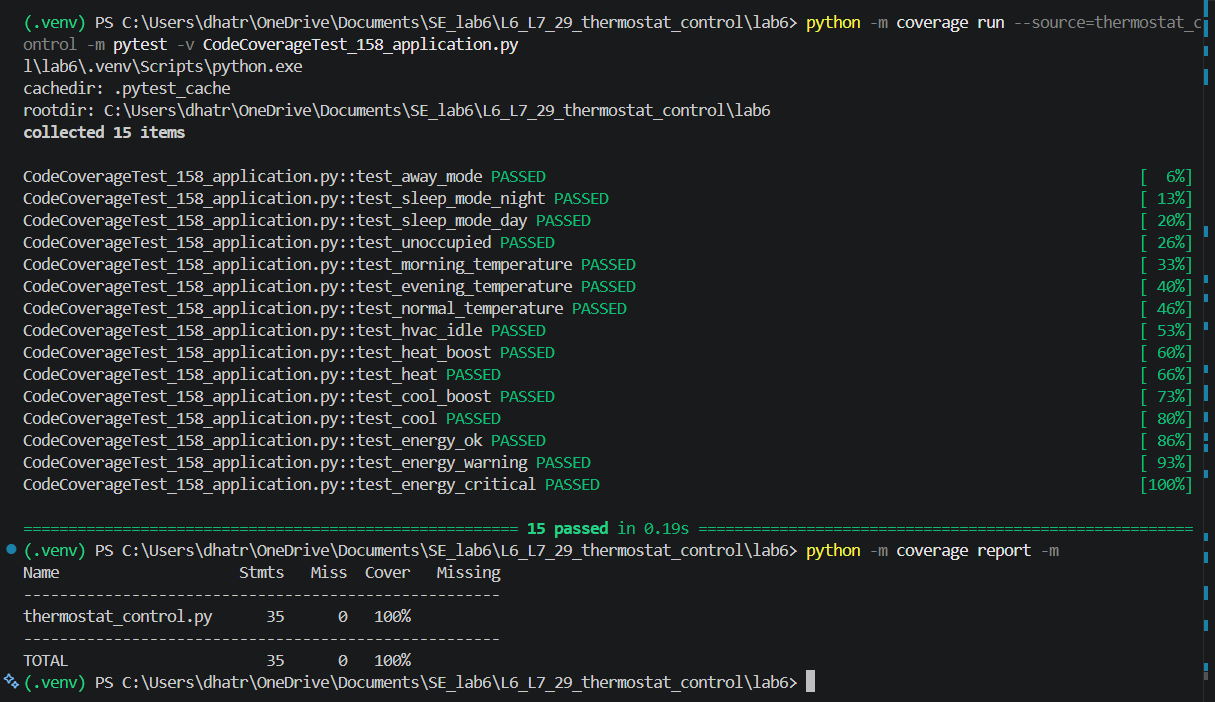 (.venv) PS C:\Users\dhatr\OneDrive\Documents\SE_lab6\L6_L7_29_thermostat_control\lab6> python -m coverage run --source=thermostat_c
ontrol -m pytest -v CodeCoverageTest_158_application.py
l\lab6\.venv\Scripts\python.exe
cachedir: .pytest_cache
rootdir: C:\Users\dhatr\OneDrive\Documents\SE_lab6\L6_L7_29_thermostat_control\lab6
collected 15 items
CodeCoverageTest_158_application.py::test_away_mode PASSED [  6%]
CodeCoverageTest_158_application.py::test_sleep_mode_night PASSED [ 13%]
CodeCoverageTest_158_application.py::test_sleep_mode_day PASSED [ 20%]
CodeCoverageTest_158_application.py::test_unoccupied PASSED [ 26%]
CodeCoverageTest_158_application.py::test_morning_temperature PASSED [ 33%]
CodeCoverageTest_158_application.py::test_evening_temperature PASSED [ 40%]
CodeCoverageTest_158_application.py::test_normal_temperature PASSED [ 46%]
CodeCoverageTest_158_application.py::test_hvac_idle PASSED [ 53%]
CodeCoverageTest_158_application.py::test_heat_boost PASSED [ 60%]
CodeCoverageTest_158_application.py::test_heat PASSED [ 66%]
CodeCoverageTest_158_application.py::test_cool_boost PASSED [ 73%]
CodeCoverageTest_158_application.py::test_cool PASSED [ 80%]
CodeCoverageTest_158_application.py::test_energy_ok PASSED [ 86%]
CodeCoverageTest_158_application.py::test_energy_warning PASSED [ 93%]
CodeCoverageTest_158_application.py::test_energy_critical PASSED [100%]
======================================================= 15 passed in 0.19s =======================================================
(.venv) PS C:\Users\dhatr\OneDrive\Documents\SE_lab6\L6_L7_29_thermostat_control\lab6> python -m coverage report -m
Name                    Stmts   Miss  Cover   Missing
-----------------------------------------------------
thermostat_control.py      35      0   100%
-----------------------------------------------------
TOTAL                      35      0   100%
(.venv) PS C:\Users\dhatr\OneDrive\Documents\SE_lab6\L6_L7_29_thermostat_control\lab6>